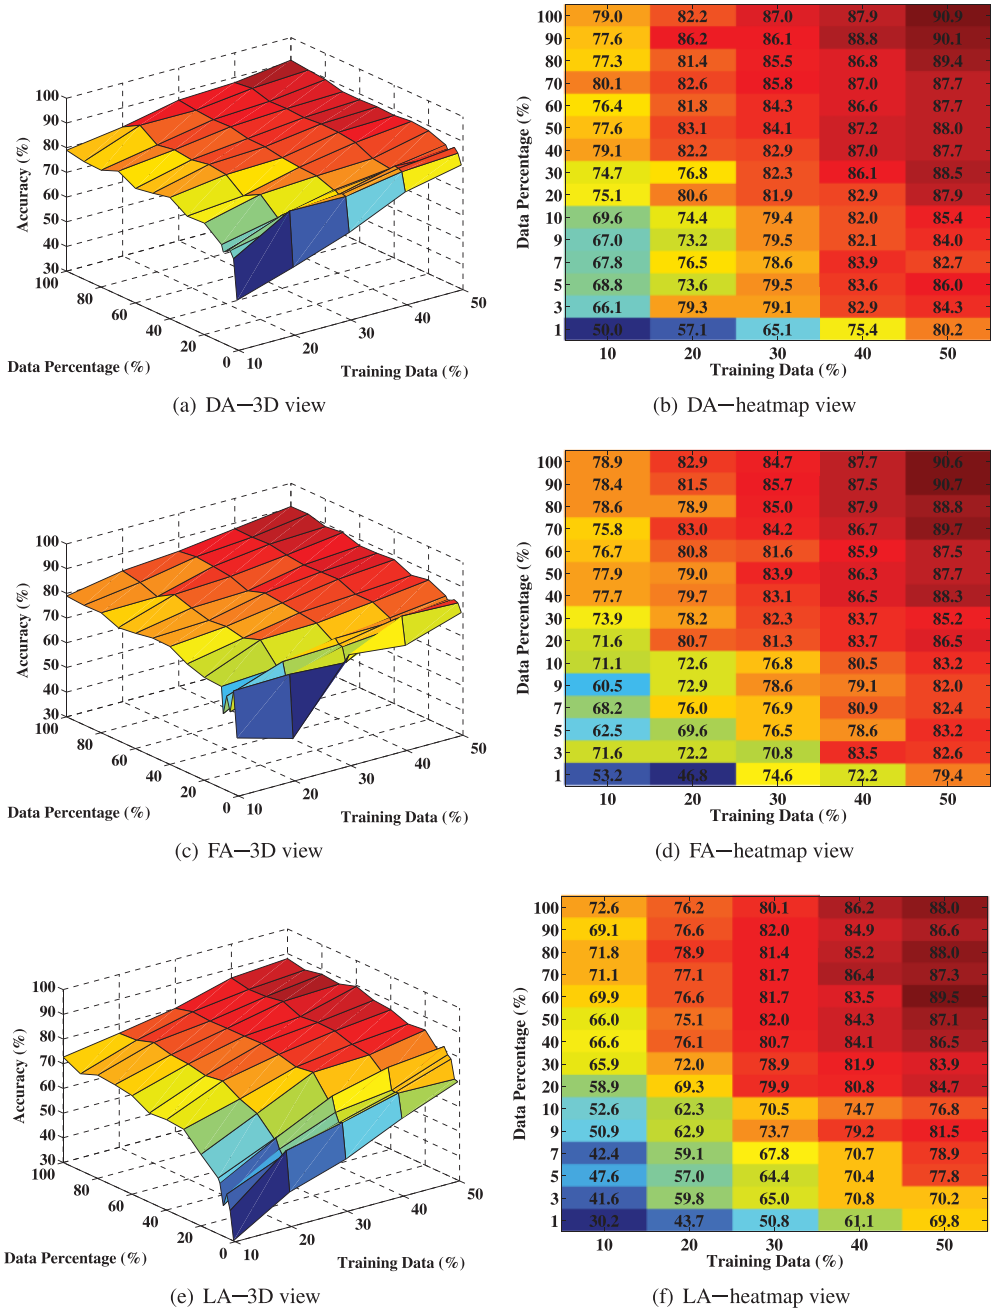 100
90
80
70
60
50
40
30
Accuracy (%)
100
80
60
40
20
0
Data Percentage (%)
10
20
30
40
50
Training Data (%)
(a) DA—3D view
Data Percentage (%)
100 79.0 82.2 87.0 87.9 90.9
90 77.6 86.2 86.1 88.8 90.1
80 77.3 81.4 85.5 86.8 89.4
70 80.1 82.6 85.8 87.0 87.7
60 76.4 81.8 84.3 86.6 87.7
50 77.6 83.1 84.1 87.2 88.0
40 79.1 82.2 82.9 87.0 87.7
30 74.7 76.8 82.3 86.1 88.5
20 75.1 80.6 81.9 82.9 87.9
10 69.6 74.4 79.4 82.0 85.4
9 67.0 73.2 79.5 82.1 84.0
7 67.8 76.5 78.6 83.9 82.7
5 68.8 73.6 79.5 83.6 86.0
3 66.1 79.3 79.1 82.9 84.3
1 50.0 57.1 65.1 75.4 80.2
10 20 30 40 50
Training Data (%)
(b) DA—heatmap view
100
90
80
70
60
50
40
30
Accuracy (%)
100
80
60
40
20
0
Data Percentage (%)
10
20
30
40
50
Training Data (%)
(c) FA—3D view
Data Percentage (%)
100 78.9 82.9 84.7 87.7 90.6
90 78.4 81.5 85.7 87.5 90.7
80 78.6 78.9 85.0 87.9 88.8
70 75.8 83.0 84.2 86.7 89.7
60 76.7 80.8 81.6 85.9 87.5
50 77.9 79.0 83.9 86.3 87.7
40 77.7 79.7 83.1 86.5 88.3
30 73.9 78.2 82.3 83.7 85.2
20 71.6 80.7 81.3 83.7 86.5
10 71.1 72.6 76.8 80.5 83.2
9 60.5 72.9 78.6 79.1 82.0
7 68.2 76.0 76.9 80.9 82.4
5 62.5 69.6 76.5 78.6 83.2
3 71.6 72.2 70.8 83.5 82.6
1 53.2 46.8 74.6 72.2 79.4
10 20 30 40 50
Training Data (%)
(d) FA—heatmap view
100
90
80
70
60
50
40
30
Accuracy (%)
100
80
60
40
20
0
Data Percentage (%)
10
20
30
40
50
Training Data (%)
(e) LA—3D view
Data Percentage (%)
100 72.6 76.2 80.1 86.2 88.0
90 69.1 76.6 82.0 84.9 86.6
80 71.8 78.9 81.4 85.2 88.0
70 71.1 77.1 81.7 86.4 87.3
60 69.9 76.6 81.7 83.5 89.5
50 66.0 75.1 82.0 84.3 87.1
40 66.6 76.1 80.7 84.1 86.5
30 65.9 72.0 78.9 81.9 83.9
20 58.9 69.3 79.9 80.8 84.7
10 52.6 62.3 70.5 74.7 76.8
9 50.9 62.9 73.7 79.2 81.5
7 42.4 59.1 67.8 70.7 78.9
5 47.6 57.0 64.4 70.4 77.8
3 41.6 59.8 65.0 70.8 70.2
1 30.2 43.7 50.8 61.1 69.8
10 20 30 40 50
Training Data (%)
(f) LA—heatmap view